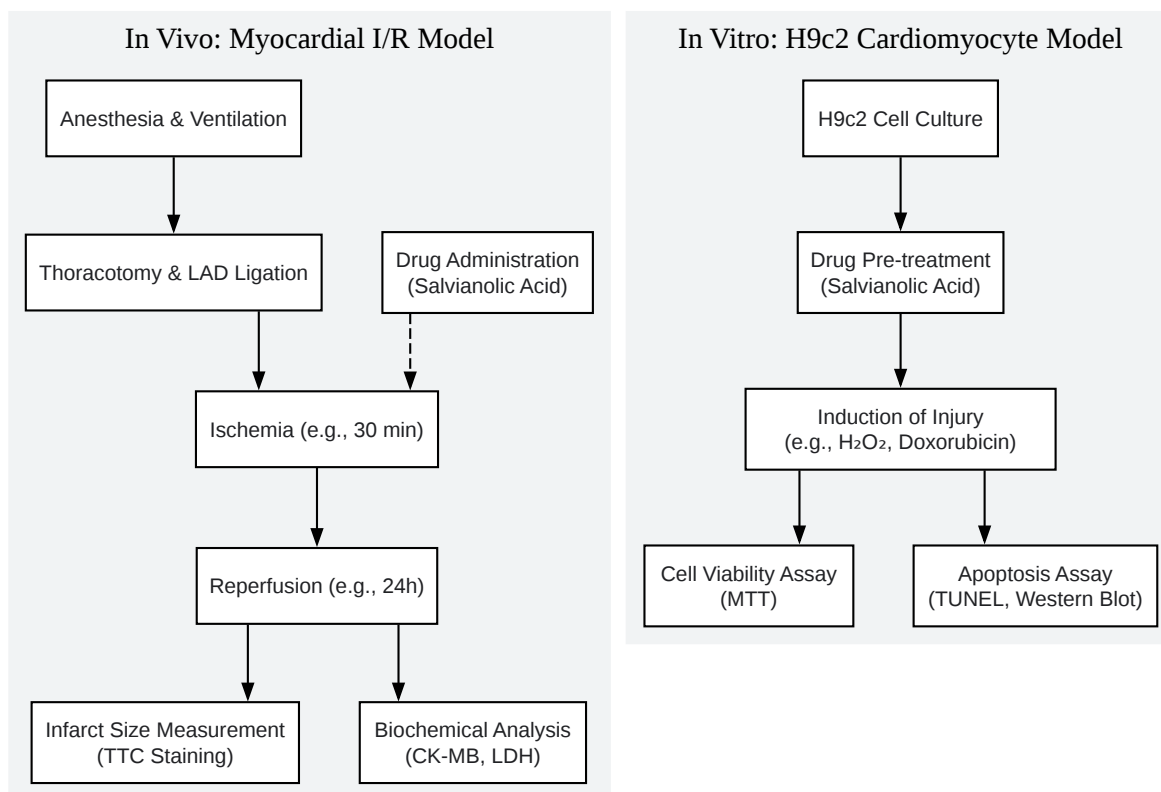 In Vivo: Myocardial I/R Model
Anesthesia & Ventilation
Thoracotomy & LAD Ligation
Drug Administration
(Salvianolic Acid)
Ischemia (e.g., 30 min)
Reperfusion (e.g., 24h)
Infarct Size Measurement
(TTC Staining)
Biochemical Analysis
(CK-MB, LDH)
In Vitro: H9c2 Cardiomyocyte Model
H9c2 Cell Culture
Drug Pre-treatment
(Salvianolic Acid)
Induction of Injury
(e.g., H₂O₂, Doxorubicin)
Cell Viability Assay
(MTT)
Apoptosis Assay
(TUNEL, Western Blot)